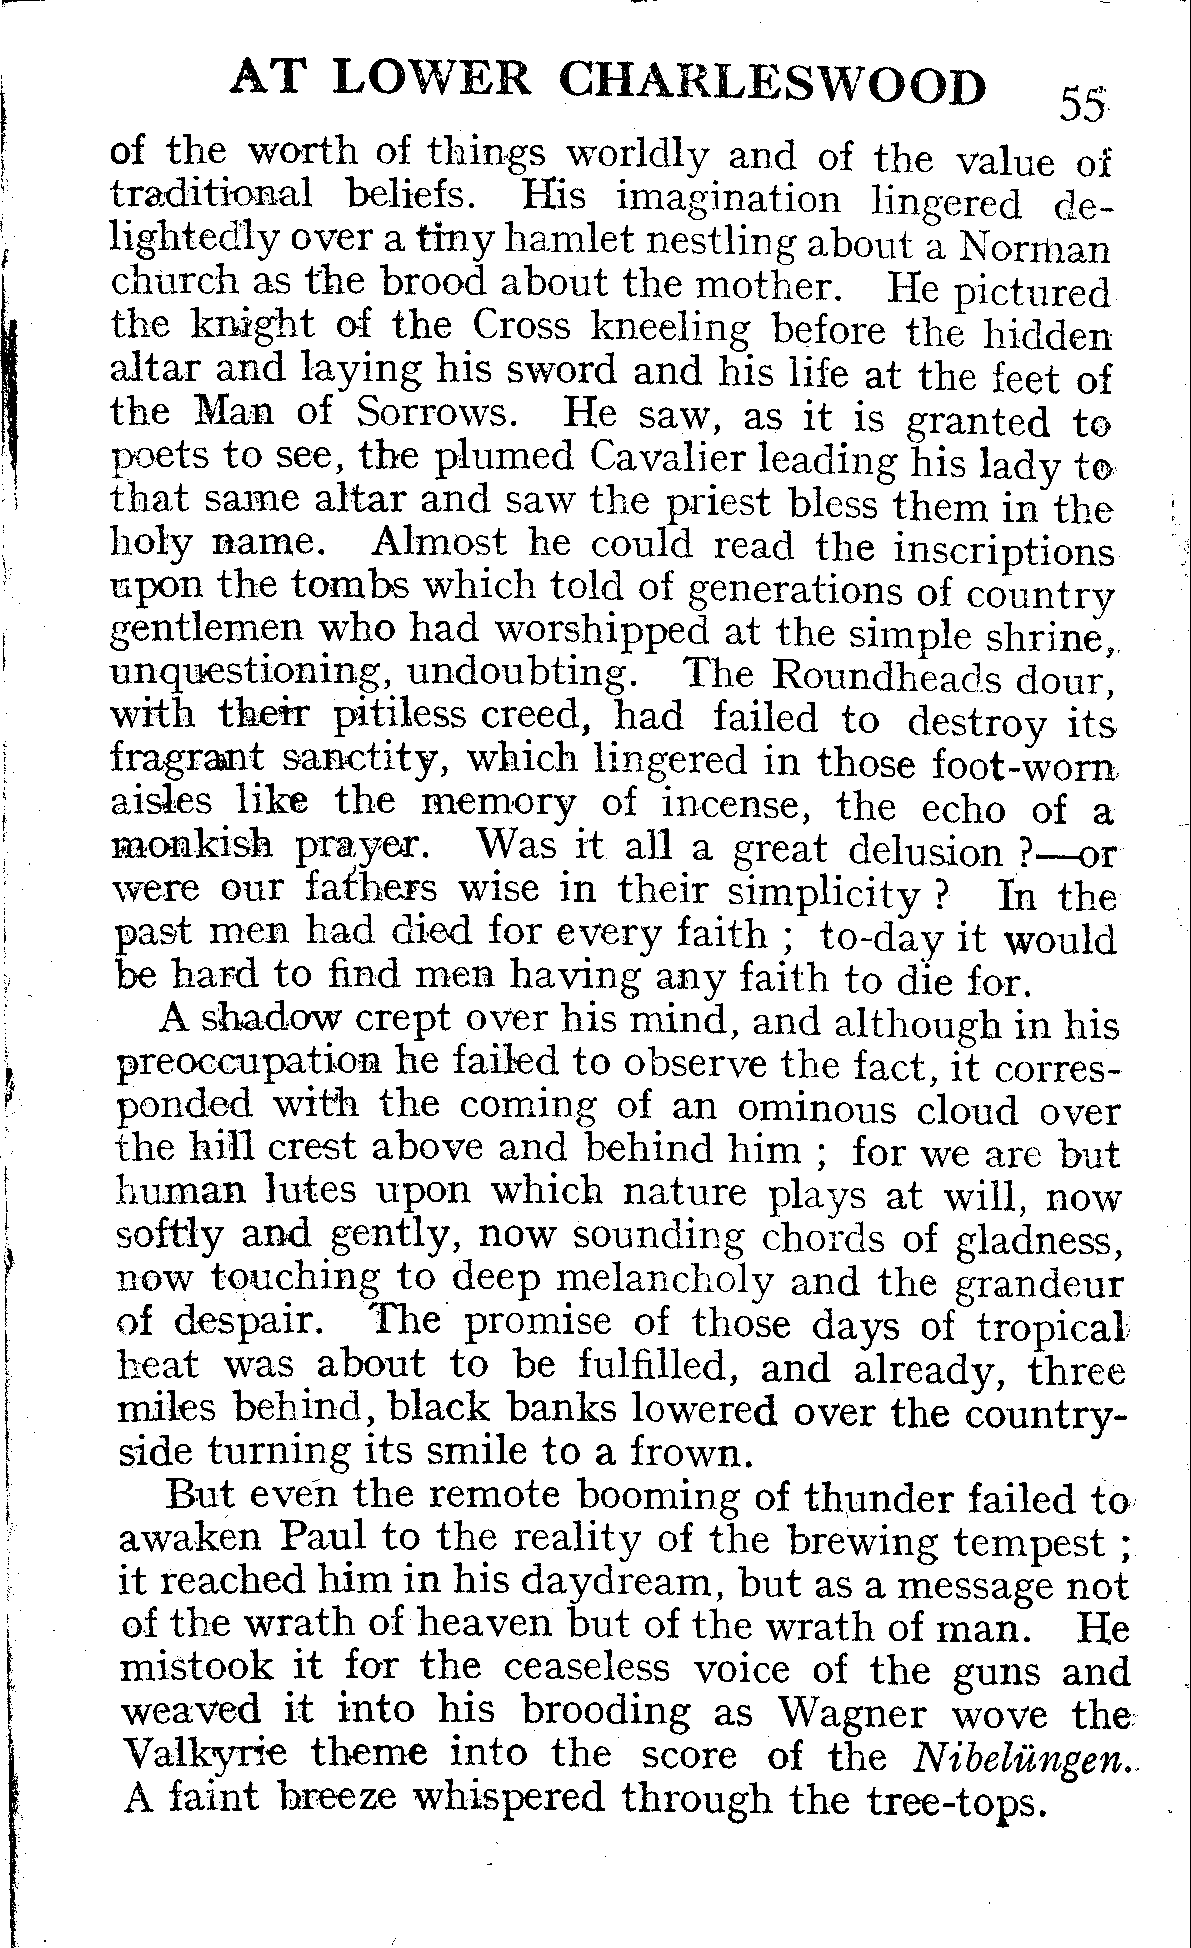 AT LOWER CHARLESWOOD 55
of the worth of things worldly and of the value of
traditional beliefs. His imagination lingered de-
lightedly over a tiny hamlet nestling about a Norman
church as the brood about the mother. He pictured
the knight of the Cross kneeling before the hidden
altar and laying his sword and his life at the feet of
the Man of Sorrows. He saw, as it is granted to
poets to see, the plumed Cavalier leading his lady to
that same altar and saw the priest bless them in the
holy name. Almost he could read the inscriptions
upon the tombs which told of generations of country
gentlemen who had worshipped at the simple shrine,
unquestioning, undoubting. The Roundheads dour,
with their pitiless creed, had failed to destroy its
fragrant sanctity, which lingered in those foot-worn
aisles like the memory of incense, the echo of a
monkish prayer. Was it all a great delusion ?—or
were our fathers wise in their simplicity ? In the
past men had died for every faith ; to-day it would
be hard to find men having any faith to die for.
A shadow crept over his mind, and although in his
preoccupation he failed to observe the fact, it corres-
ponded with the coming of an ominous cloud over
the hill crest above and behind him ; for we are but
human lutes upon which nature plays at will, now
softly and gently, now sounding chords of gladness,
now touching to deep melancholy and the grandeur
of despair. The promise of those days of tropical
heat was about to be fulfilled, and already, three
miles behind, black banks lowered over the country-
side turning its smile to a frown.
But even the remote booming of thunder failed to
awaken Paul to the reality of the brewing tempest ;
it reached him in his daydream, but as a message not
of the wrath of heaven but of the wrath of man. He
mistook it for the ceaseless voice of the guns and
weaved it into his brooding as Wagner wove the
Valkyrie theme into the score of the Nibelüngen.
A faint breeze whispered through the tree-tops.